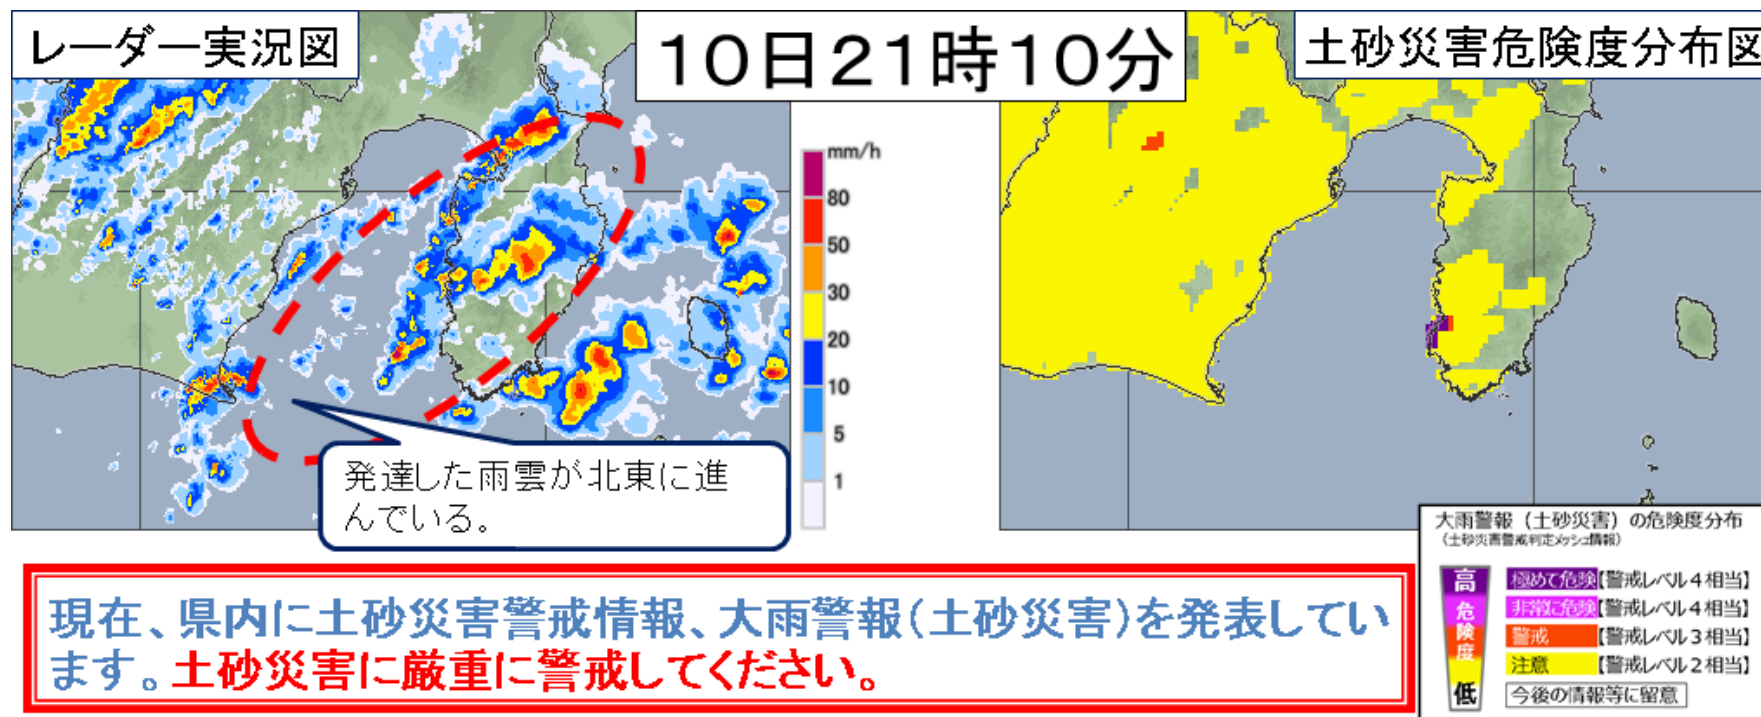 レーダー実況図
10日21時10分
土砂災害危険度分布図
mm/h
80
50
30
20
10
5
1
発達した雨雲が北東に進
んでいる。
大雨警報（土砂災害）の危険度分布
（土砂災害警戒判定メッシュ情報）
高
危険度
低
極めて危険【警戒レベル４相当】
非常に危険【警戒レベル４相当】
警戒【警戒レベル３相当】
注意【警戒レベル２相当】
今後の情報等に留意
現在、県内に土砂災害警戒情報、大雨警報（土砂災害）を発表してい
ます。土砂災害に厳重に警戒してください。